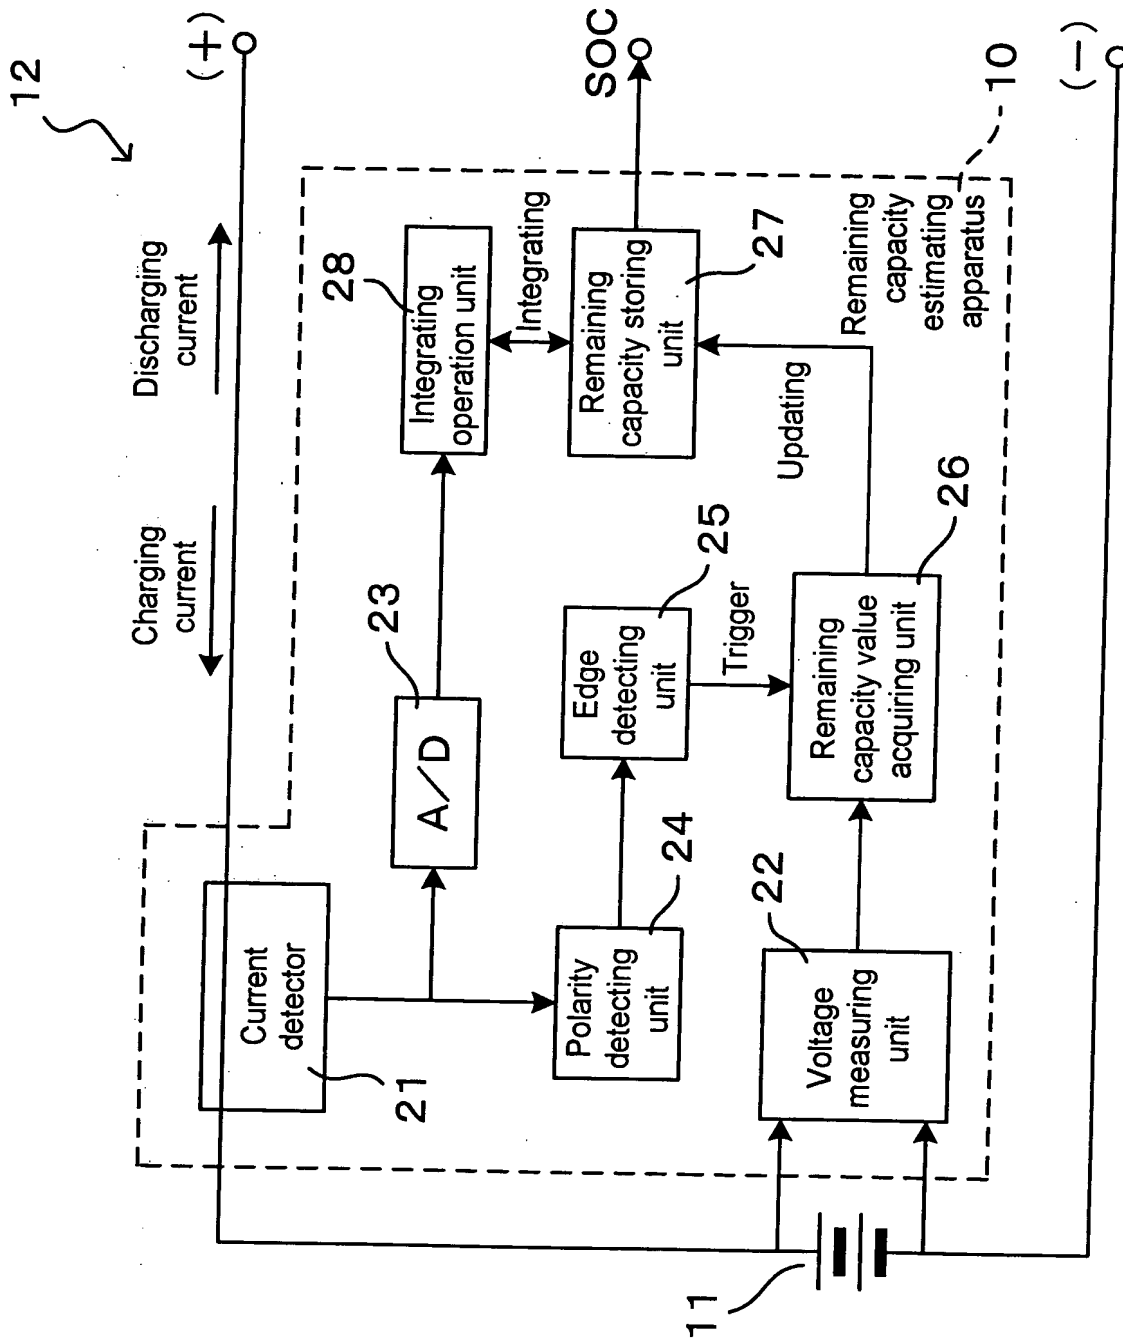 12
(+)
Discharging
current
Charging
current
SOC
(−)
10
Remaining
capacity
estimating
apparatus
28
Integrating
operation unit
Integrating
Remaining
capacity storing
unit
27
Updating
23
A/D
Edge
detecting
unit
25
Trigger
Remaining
capacity value
acquiring unit
26
Current
detector
21
Polarity
detecting
unit
24
Voltage
measuring
unit
22
11